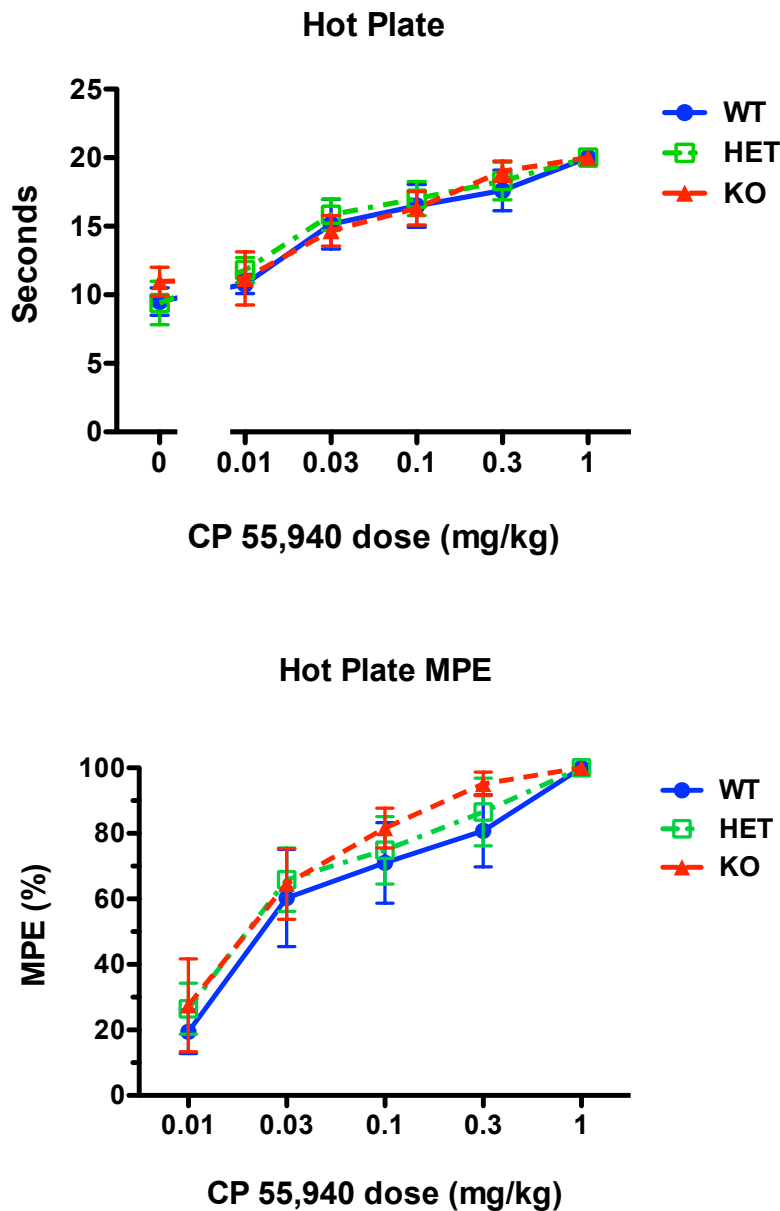 Hot Plate
25
20
15
10
5
0
Seconds
0 0.01 0.03 0.1 0.3 1
CP 55,940 dose (mg/kg)
WT
HET
KO
Hot Plate MPE
100
80
60
40
20
0
MPE (%)
0.01 0.03 0.1 0.3 1
CP 55,940 dose (mg/kg)
WT
HET
KO